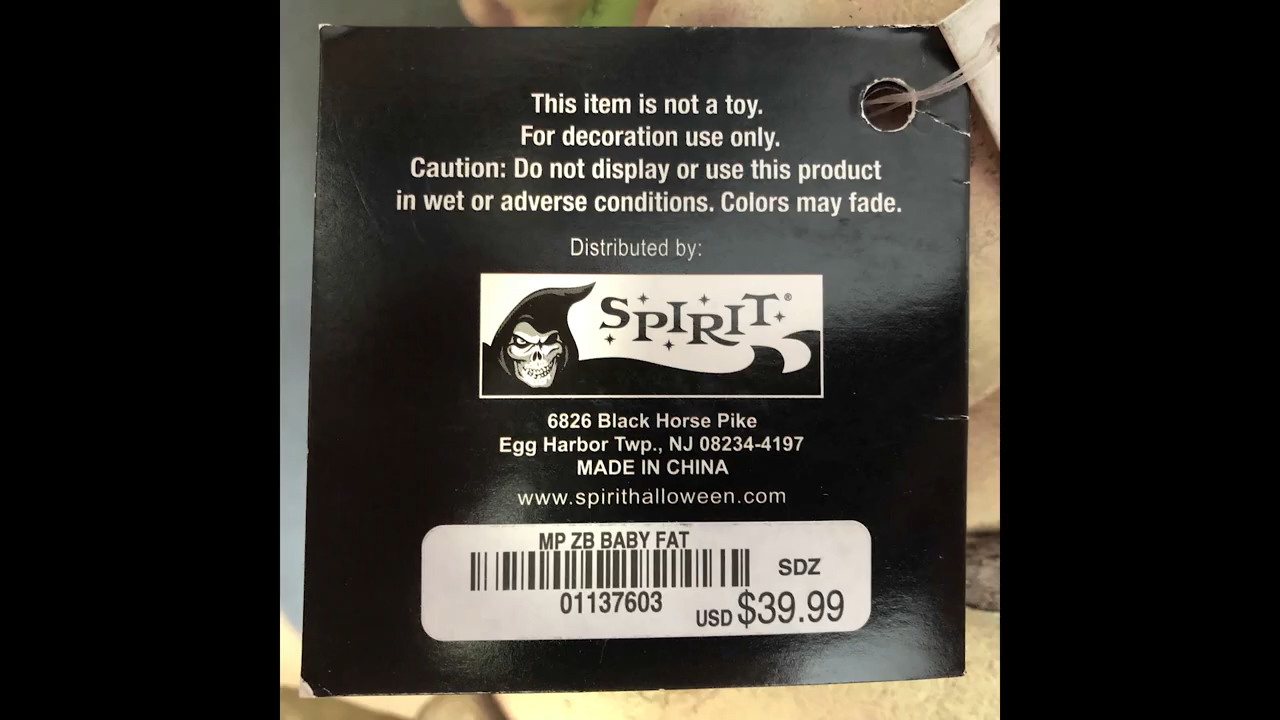 This item is not a toy.
For decoration use only.
Caution: Do not display or use this product
in wet or adverse conditions. Colors may fade.
Distributed by:
SPIRIT®
6826 Black Horse Pike
Egg Harbor Twp., NJ 08234-4197
MADE IN CHINA
www.spirithalloween.com
MP ZB BABY FAT
SDZ
01137603
USD $39.99